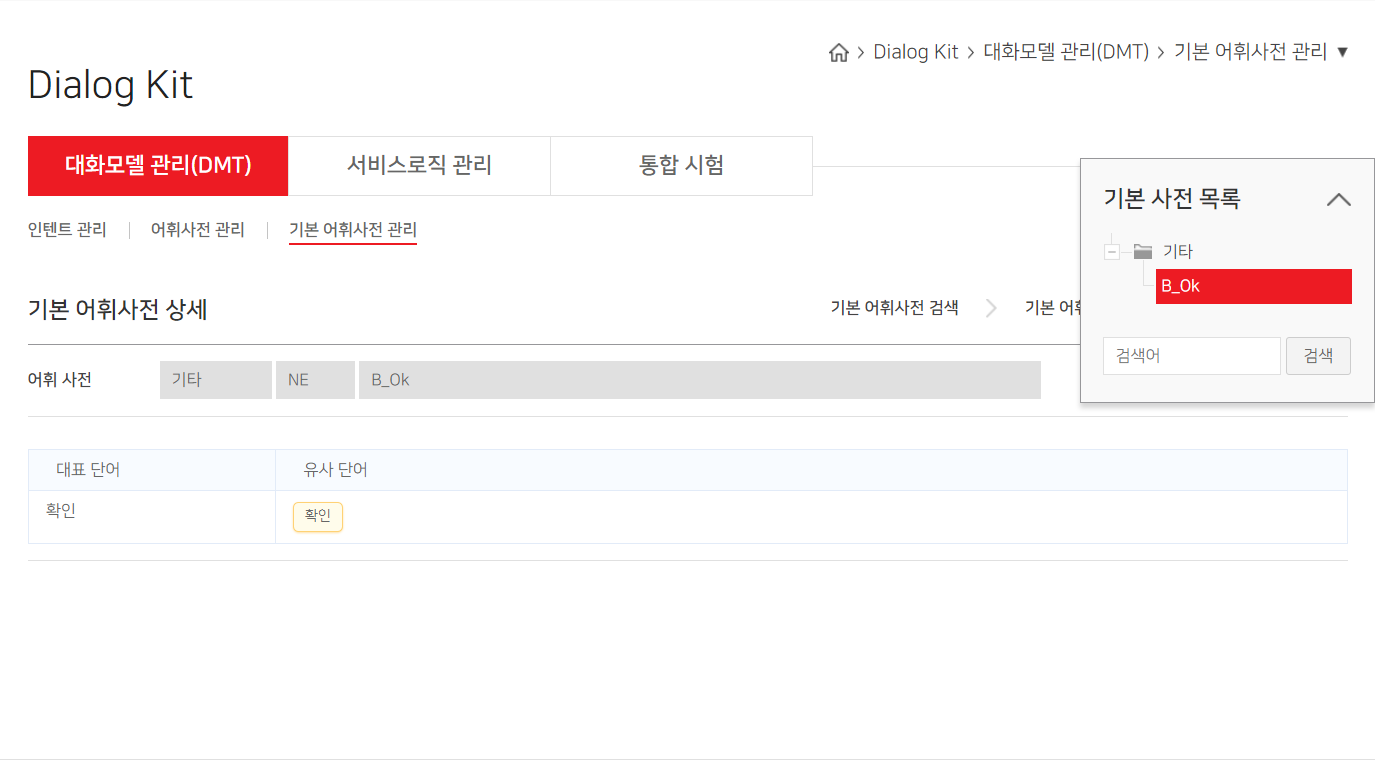 Dialog Kit > 대화모델 관리(DMT) > 기본 어휘사전 관리 ▼
Dialog Kit
대화모델 관리(DMT) 서비스로직 관리 통합 시험
인텐트 관리 어휘사전 관리 기본 어휘사전 관리
기본 사전 목록
기타
B_Ok
검색어 검색
기본 어휘사전 상세
기본 어휘사전 검색 기본 어휘
어휘 사전 기타 NE B_Ok
대표 단어 유사 단어
확인 확인